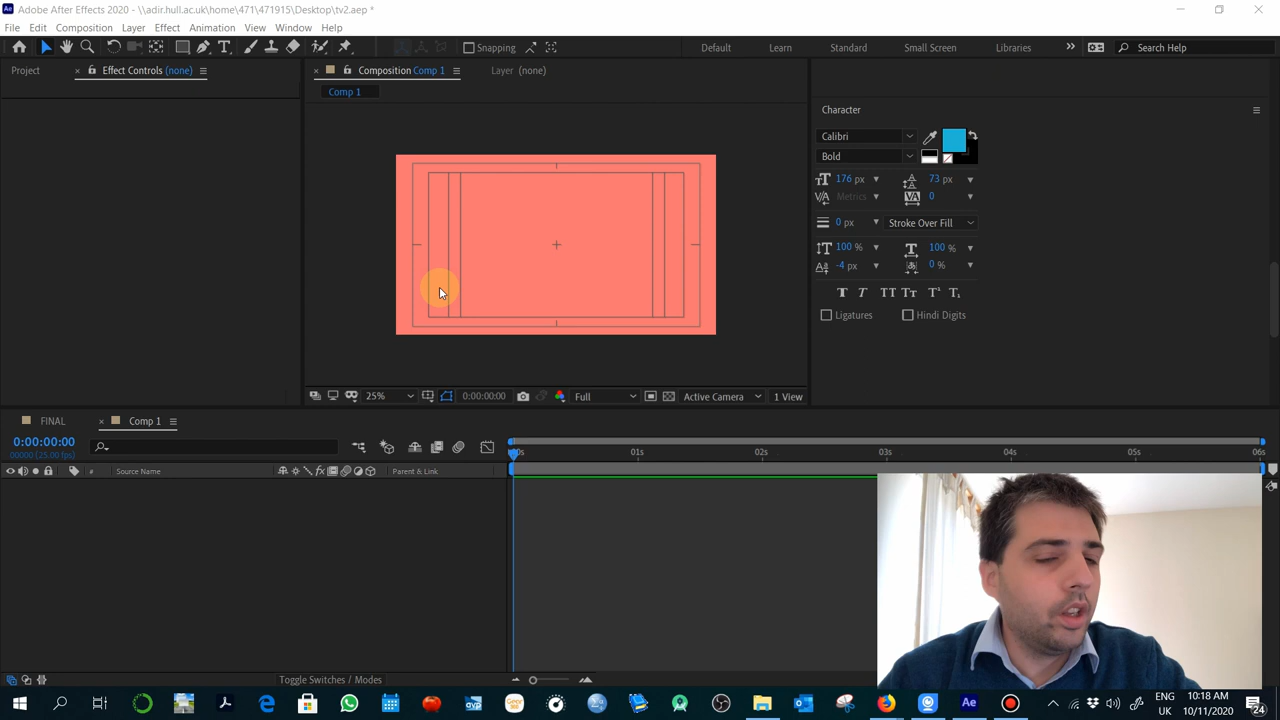 Adobe After Effects 2020 - \\adir.hull.ac.uk\home\471\471915\Desktop\tv2.aep *
File Edit Composition Layer Effect Animation View Window Help
Snapping Default Learn Standard Small Screen Libraries Search Help
Project Effect Controls (none) Composition Comp 1 Layer (none)
Comp 1
Character
Calibri
Bold
176 px 73 px
Metrics 0
0 px Stroke Over Fill
100 % 100 %
-4 px 0 %
T T TT Tt T¹ T₁
Ligatures Hindi Digits
25% 0:00:00:00 Full Active Camera 1 View
FINAL Comp 1
0:00:00:00
00000 (25.00 fps)
# Source Name Parent & Link
01s 02s 03s 04s 05s 06s
Toggle Switches / Modes
ENG 10:18 AM
UK 10/11/2020 24